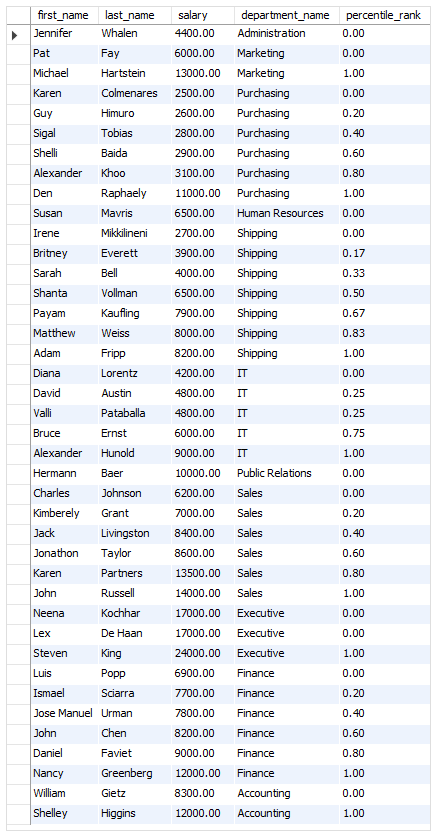 first_name last_name salary department_name percentile_rank
Jennifer Whalen 4400.00 Administration 0.00
Pat Fay 6000.00 Marketing 0.00
Michael Hartstein 13000.00 Marketing 1.00
Karen Colmenares 2500.00 Purchasing 0.00
Guy Himuro 2600.00 Purchasing 0.20
Sigal Tobias 2800.00 Purchasing 0.40
Shelli Baida 2900.00 Purchasing 0.60
Alexander Khoo 3100.00 Purchasing 0.80
Den Raphaely 11000.00 Purchasing 1.00
Susan Mavris 6500.00 Human Resources 0.00
Irene Mikkilineni 2700.00 Shipping 0.00
Britney Everett 3900.00 Shipping 0.17
Sarah Bell 4000.00 Shipping 0.33
Shanta Vollman 6500.00 Shipping 0.50
Payam Kaufling 7900.00 Shipping 0.67
Matthew Weiss 8000.00 Shipping 0.83
Adam Fripp 8200.00 Shipping 1.00
Diana Lorentz 4200.00 IT 0.00
David Austin 4800.00 IT 0.25
Valli Pataballa 4800.00 IT 0.25
Bruce Ernst 6000.00 IT 0.75
Alexander Hunold 9000.00 IT 1.00
Hermann Baer 10000.00 Public Relations 0.00
Charles Johnson 6200.00 Sales 0.00
Kimberely Grant 7000.00 Sales 0.20
Jack Livingston 8400.00 Sales 0.40
Jonathon Taylor 8600.00 Sales 0.60
Karen Partners 13500.00 Sales 0.80
John Russell 14000.00 Sales 1.00
Neena Kochhar 17000.00 Executive 0.00
Lex De Haan 17000.00 Executive 0.00
Steven King 24000.00 Executive 1.00
Luis Popp 6900.00 Finance 0.00
Ismael Sciarra 7700.00 Finance 0.20
Jose Manuel Urman 7800.00 Finance 0.40
John Chen 8200.00 Finance 0.60
Daniel Faviet 9000.00 Finance 0.80
Nancy Greenberg 12000.00 Finance 1.00
William Gietz 8300.00 Accounting 0.00
Shelley Higgins 12000.00 Accounting 1.00